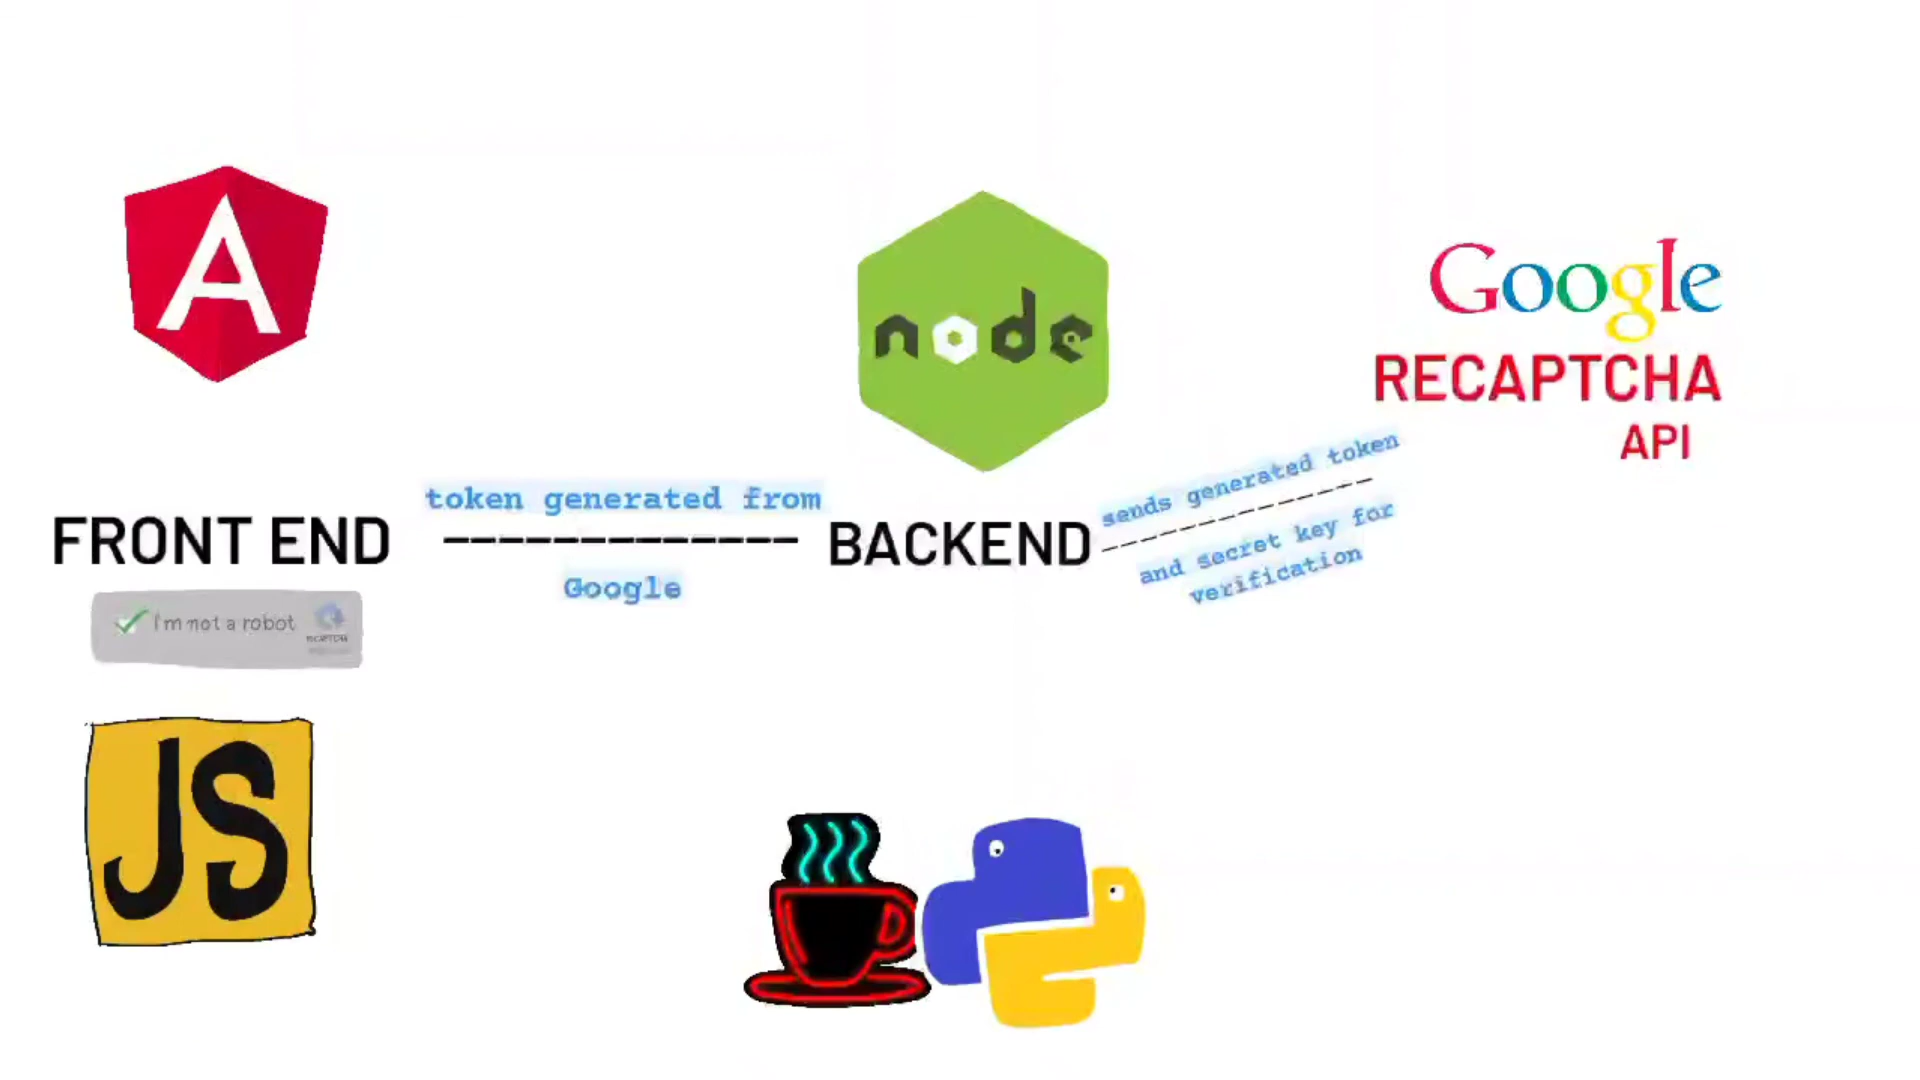 A
node
Google
RECAPTCHA
API
FRONT END
token generated from
Google
BACKEND
sends generated token
and secret key for
verification
I'm not a robot
JS